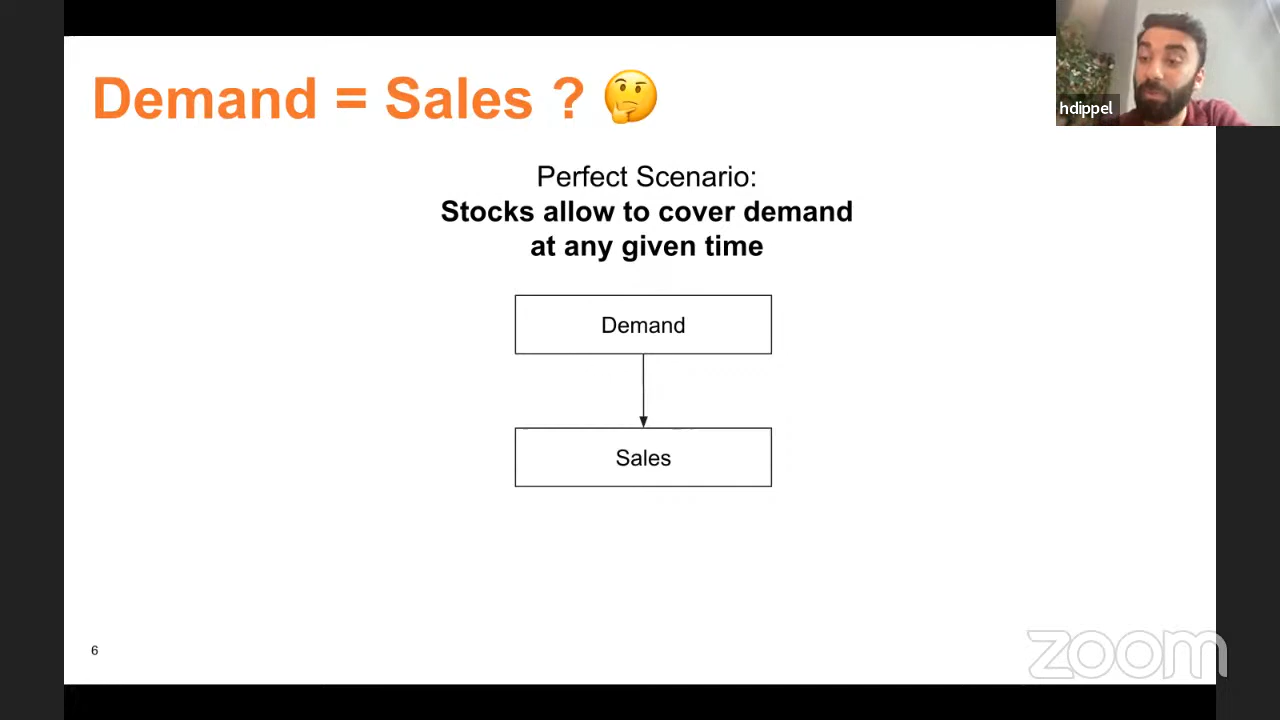 Demand = Sales ? 🤔
hdippel
Perfect Scenario:
Stocks allow to cover demand
at any given time
Demand
Sales
6
zoom